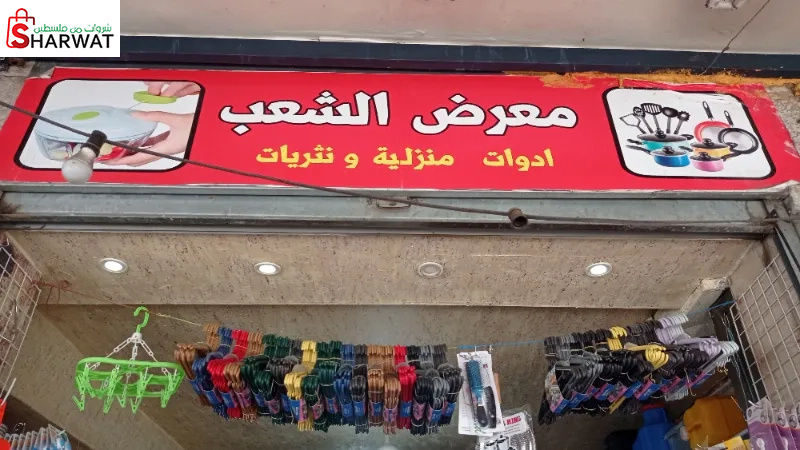 شروات من فلسطين
SHARWAT
معرض الشعب
ادوات منزلية و نثريات